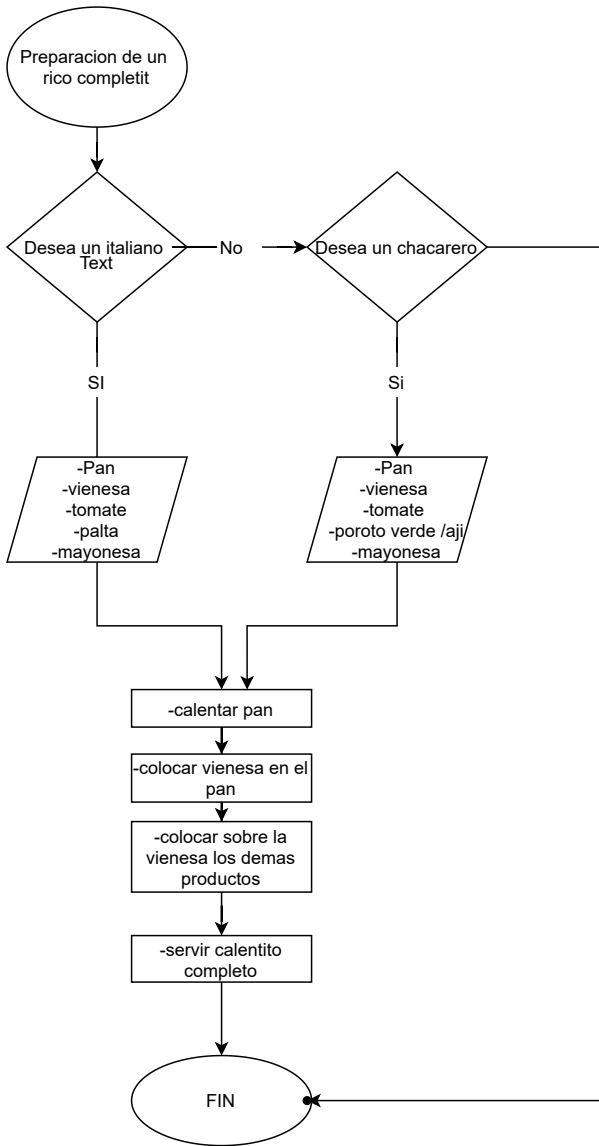 Preparacion de un
rico completit
Desea un italiano
Text
No
Desea un chacarero
SI
Si
-Pan
-vienesa
-tomate
-palta
-mayonesa
-Pan
-vienesa
-tomate
-poroto verde /aji
-mayonesa
-calentar pan
-colocar vienesa en el
pan
-colocar sobre la
vienesa los demas
productos
-servir calentito
completo
FIN